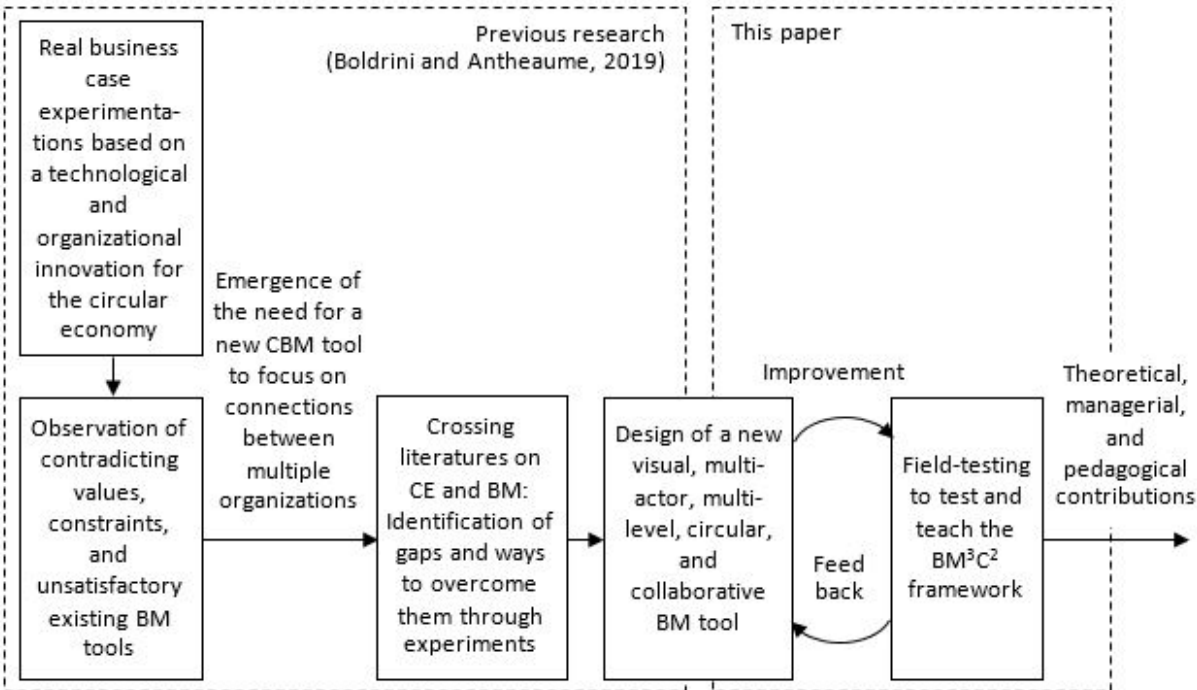 Real business
case
experimenta-
tions based on
a technological
and
organizational
innovation for
the circular
economy
Previous research
(Boldrini and Antheaume, 2019)
This paper
Observation of
contradicting
values,
constraints,
and
unsatisfactory
existing BM
tools
Emergence of
the need for a
new CBM tool
to focus on
connections
between
multiple
organizations
Crossing
literatures on
CE and BM:
Identification of
gaps and ways
to overcome
them through
experiments
Design of a new
visual, multi-
actor, multi-
level, circular,
and
collaborative
BM tool
Improvement
Feed
back
Field-testing
to test and
teach the
BM³C²
framework
Theoretical,
managerial,
and
pedagogical
contributions